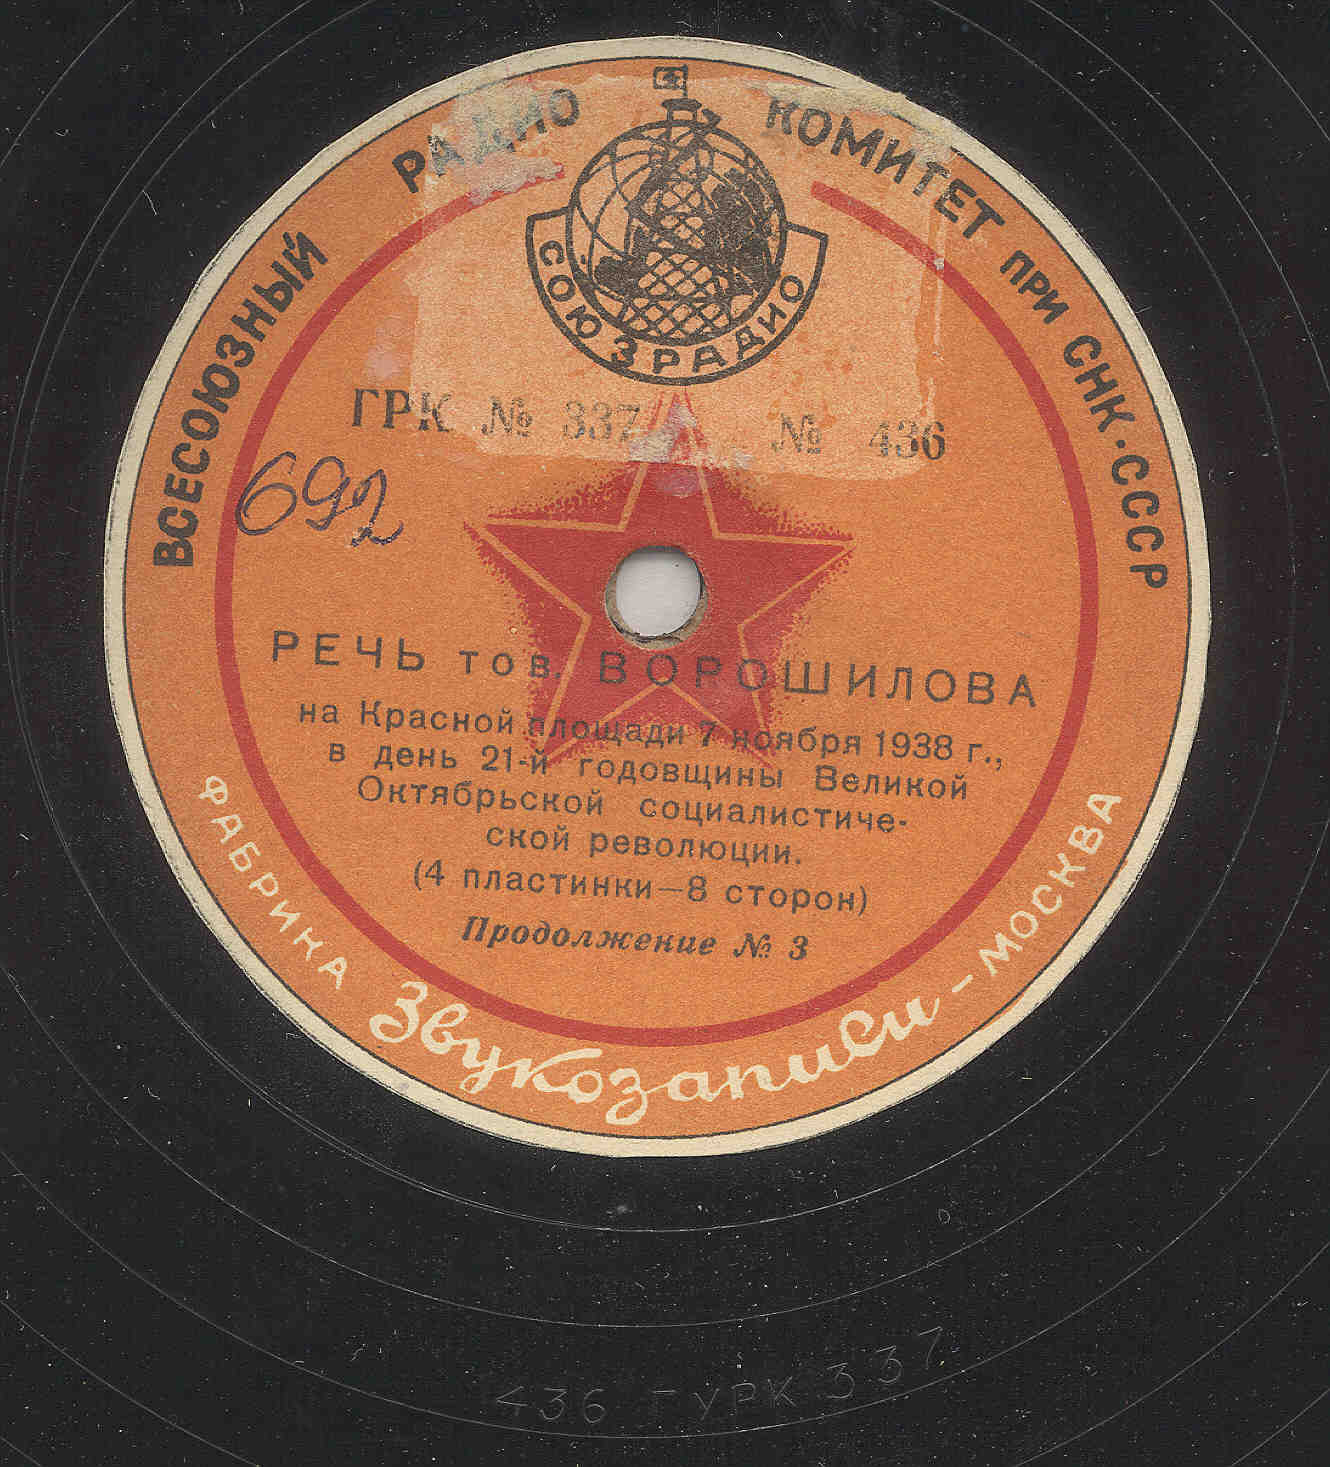 ВСЕСОЮЗНЫЙ РАДИО КОМИТЕТ ПРИ СНК·СССР
СОЮЗРАДИО
ГРК № 337 № 436
692
РЕЧЬ тов. ВОРОШИЛОВА
на Красной площади 7 ноября 1938 г.,
в день 21-й годовщины Великой
Октябрьской социалистиче-
ской революции.
(4 пластинки—8 сторон)
Продолжение № 3
ФАБРИКА Звукозаписи – МОСКВА
436 ГУРК 337